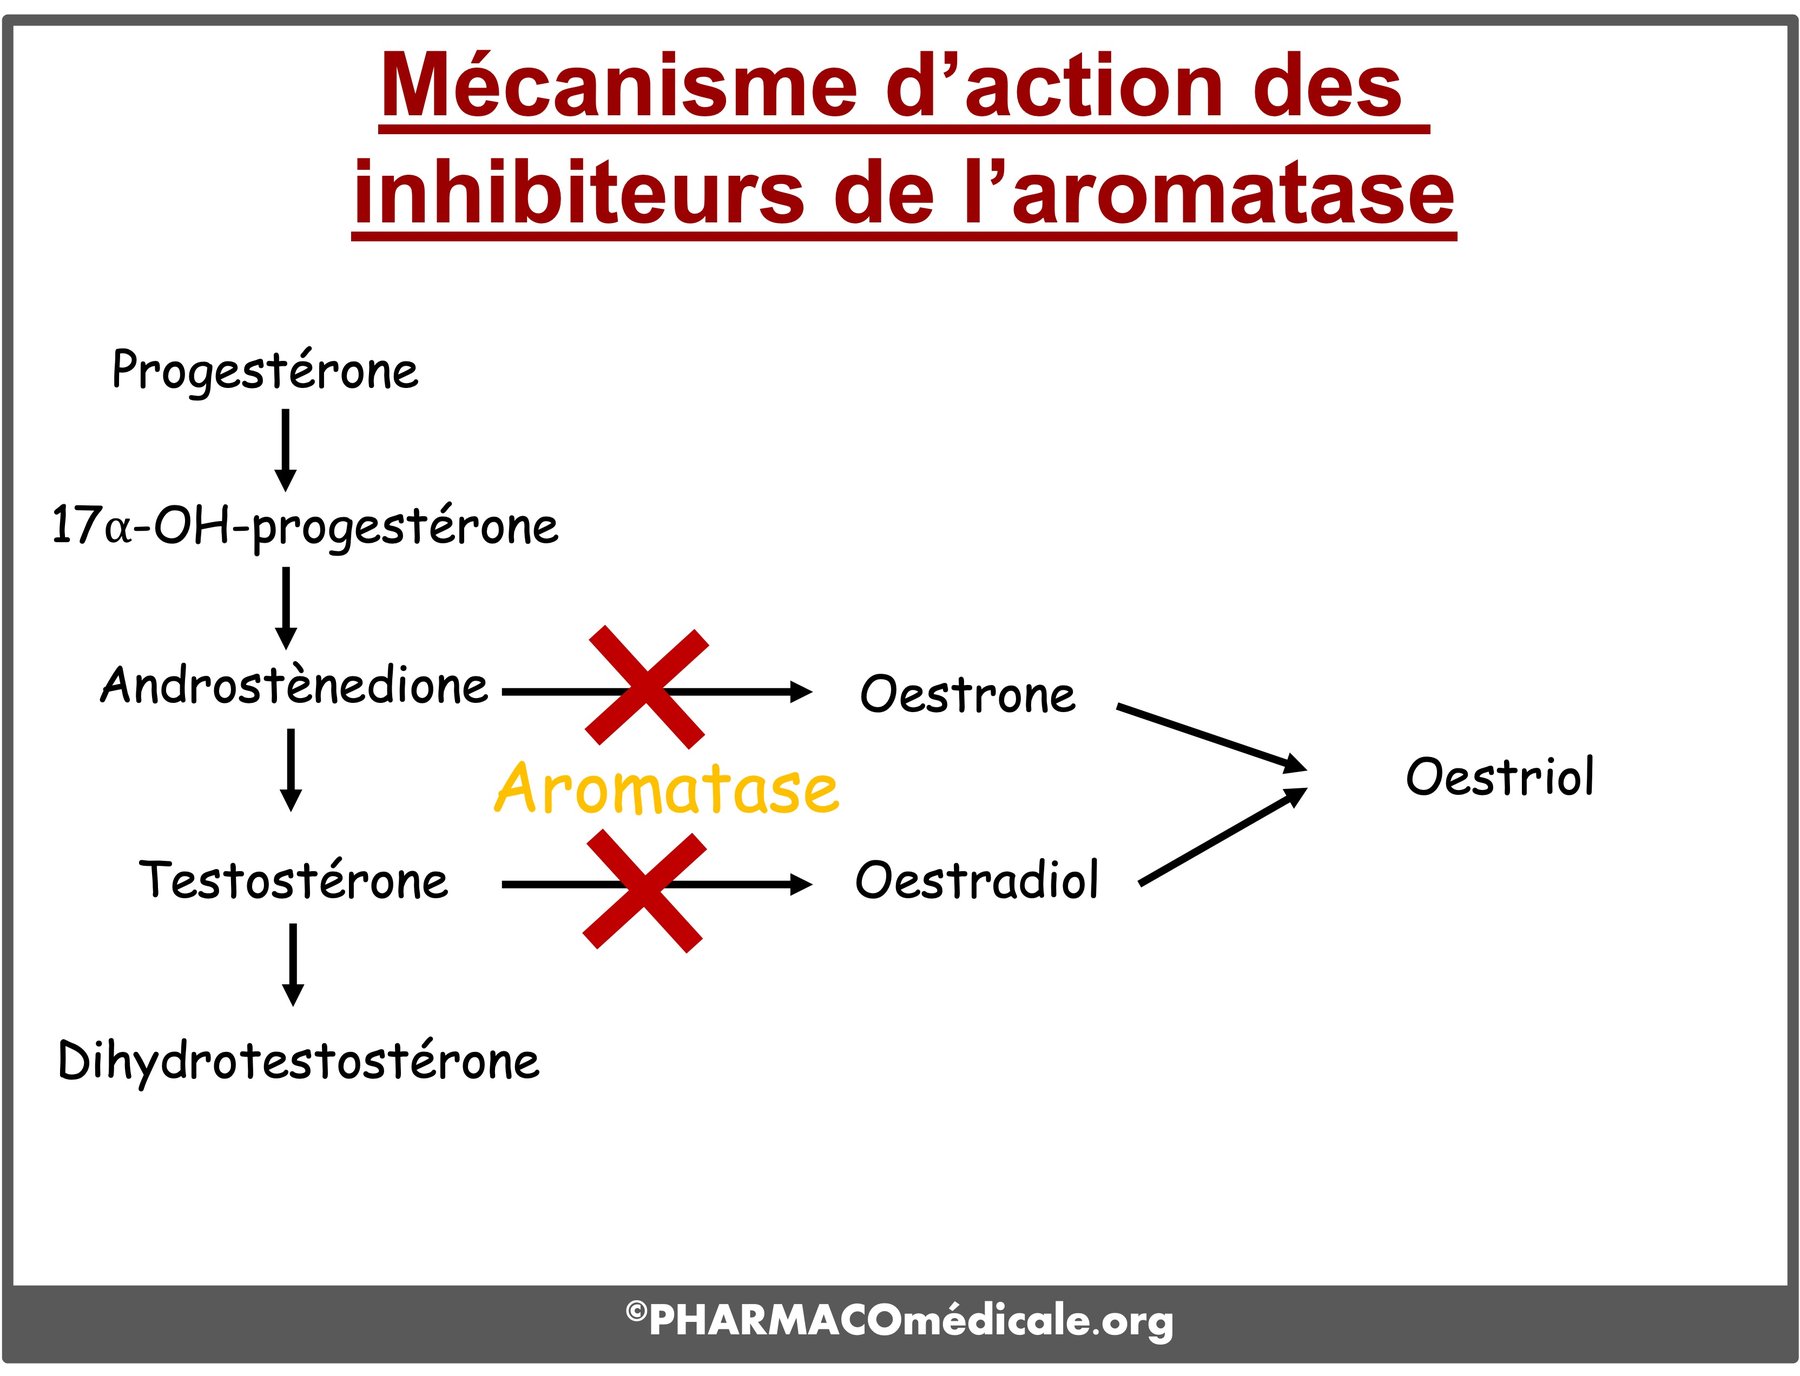 Mécanisme d’action des
inhibiteurs de l’aromatase
Progestérone
17α-OH-progestérone
Androstènedione
Oestrone
Oestriol
Aromatase
Testostérone
Oestradiol
Dihydrotestostérone
©PHARMACOmédicale.org